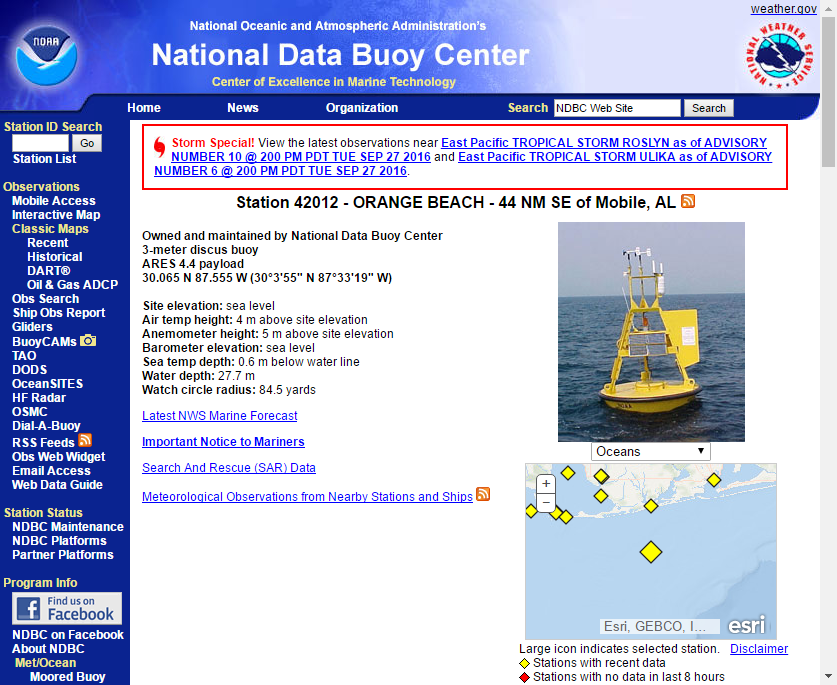 weather.gov
NOAA
National Oceanic and Atmospheric Administration's
National Data Buoy Center
Center of Excellence in Marine Technology
NATIONAL WEATHER SERVICE
Home News Organization Search NDBC Web Site Search
Station ID Search
Go
Station List
Observations
Mobile Access
Interactive Map
Classic Maps
Recent
Historical
DART®
Oil & Gas ADCP
Obs Search
Ship Obs Report
Gliders
BuoyCAMs
TAO
DODS
OceanSITES
HF Radar
OSMC
Dial-A-Buoy
RSS Feeds
Obs Web Widget
Email Access
Web Data Guide
Station Status
NDBC Maintenance
NDBC Platforms
Partner Platforms
Program Info
Find us on
Facebook
NDBC on Facebook
About NDBC
Met/Ocean
Moored Buoy
Storm Special! View the latest observations near East Pacific TROPICAL STORM ROSLYN as of ADVISORY
NUMBER 10 @ 200 PM PDT TUE SEP 27 2016 and East Pacific TROPICAL STORM ULIKA as of ADVISORY
NUMBER 6 @ 200 PM PDT TUE SEP 27 2016.
Station 42012 - ORANGE BEACH - 44 NM SE of Mobile, AL
Owned and maintained by National Data Buoy Center
3-meter discus buoy
ARES 4.4 payload
30.065 N 87.555 W (30°3'55" N 87°33'19" W)
Site elevation: sea level
Air temp height: 4 m above site elevation
Anemometer height: 5 m above site elevation
Barometer elevation: sea level
Sea temp depth: 0.6 m below water line
Water depth: 27.7 m
Watch circle radius: 84.5 yards
Latest NWS Marine Forecast
Important Notice to Mariners
Search And Rescue (SAR) Data
Meteorological Observations from Nearby Stations and Ships
Oceans
+
−
Esri, GEBCO, I... esri
Large icon indicates selected station. Disclaimer
Stations with recent data
Stations with no data in last 8 hours